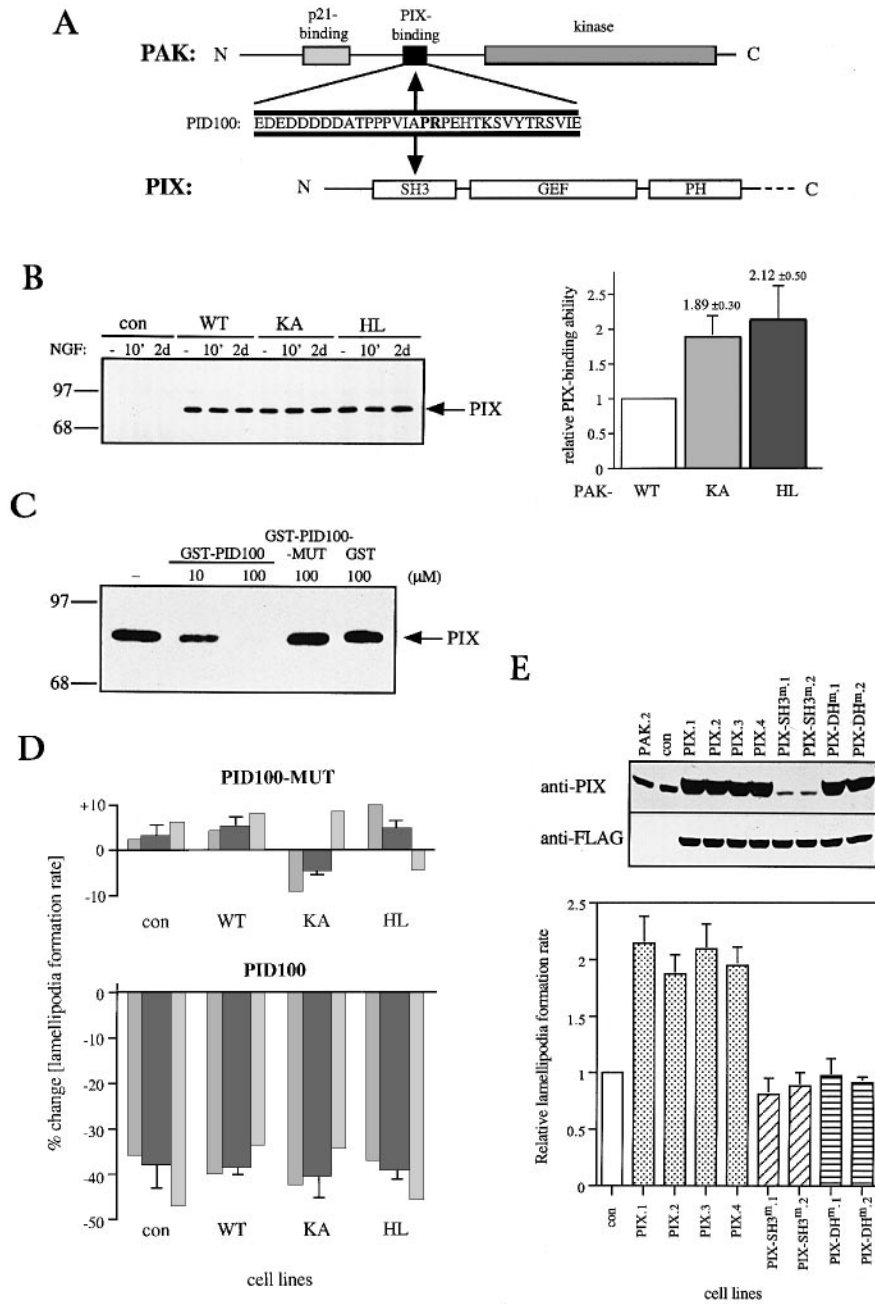 A
p21-
binding
PIX-
binding
kinase
PAK: N C
PID100: EDEDDDDDATPPPVIAPRPEHTKSVYTRSVIE
PIX: N SH3 GEF PH C
B
con WT KA HL
NGF: - 10' 2d - 10' 2d - 10' 2d - 10' 2d
97
68
PIX
relative PIX-binding ability
2.5
2
1.5
1
0.5
0
1.89 ±0.30
2.12 ±0.50
PAK- WT KA HL
C
GST-PID100-
GST-PID100 -MUT GST
– 10 100 100 100 (µM)
97
68
PIX
D
PID100-MUT
+10
0
-10
con WT KA HL
PID100
0
-10
-20
-30
-40
-50
% change [lamellipodia formation rate]
con WT KA HL
cell lines
E
PAK.2
con
PIX.1
PIX.2
PIX.3
PIX.4
PIX-SH3m.1
PIX-SH3m.2
PIX-DHm.1
PIX-DHm.2
anti-PIX
anti-FLAG
Relative lamellipodia formation rate
2.5
2
1.5
1
0.5
0
con
PIX.1
PIX.2
PIX.3
PIX.4
PIX-SH3m.1
PIX-SH3m.2
PIX-DHm.1
PIX-DHm.2
cell lines